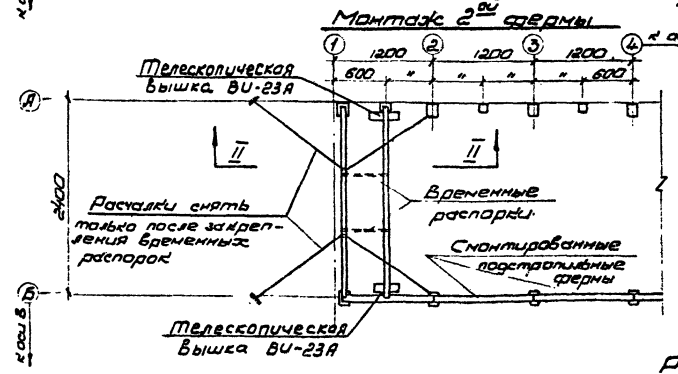 Монтаж 2ой фермы
1 2 3 4
к о
1200 1200 1200
600 " " " " 600
Телескопическая
вышка ВИ-23А
А
II II
2400
Расчалки снять
только после закреп-
ления временных
распорок
Временные
распорки.
Смонтированные
подстропильные
фермы
Б
к оси В
Телескопическая
вышка ВИ-23А
Р